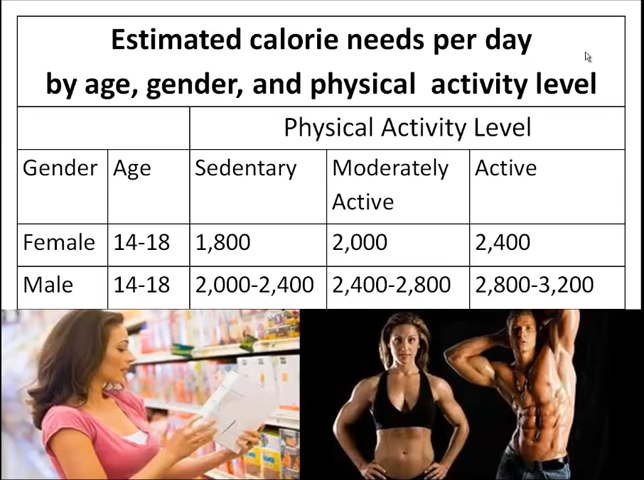 Estimated calorie needs per day
by age, gender, and physical activity level
Physical Activity Level
Gender Age Sedentary Moderately Active Active
Female 14-18 1,800 2,000 2,400
Male 14-18 2,000-2,400 2,400-2,800 2,800-3,200